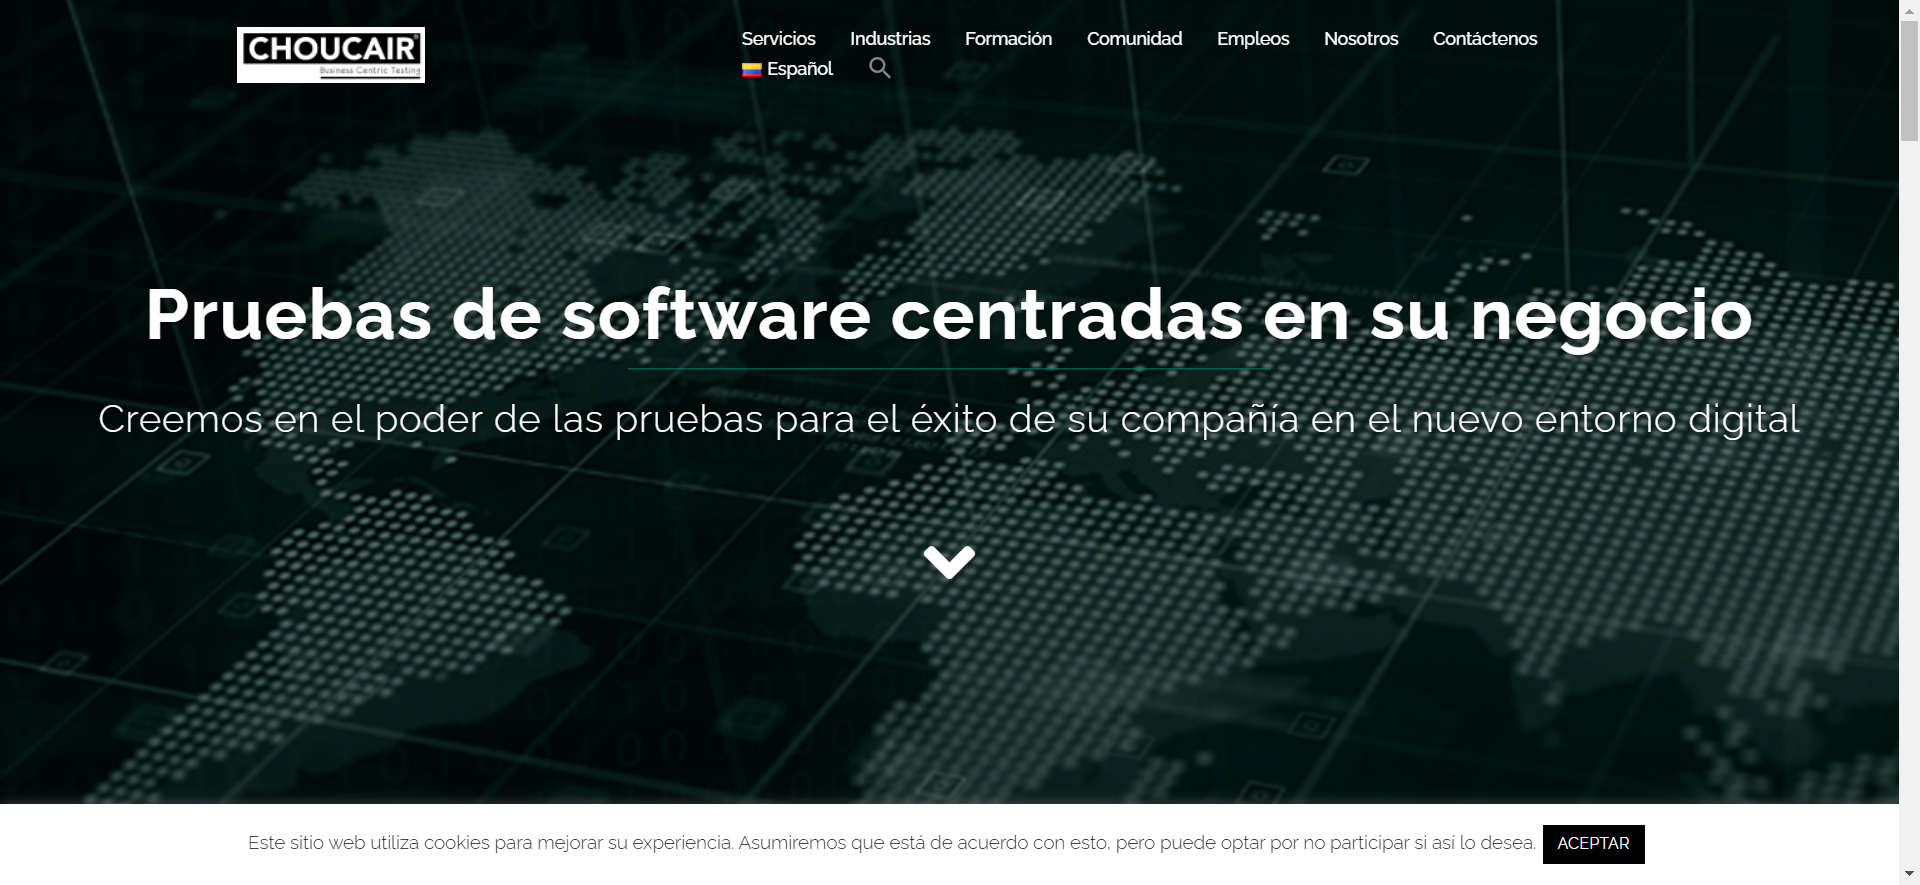 CHOUCAIR®
Business Centric Testing
Servicios Industrias Formación Comunidad Empleos Nosotros Contáctenos
Español
Pruebas de software centradas en su negocio
Creemos en el poder de las pruebas para el éxito de su compañía en el nuevo entorno digital
Este sitio web utiliza cookies para mejorar su experiencia. Asumiremos que está de acuerdo con esto, pero puede optar por no participar si así lo desea. ACEPTAR